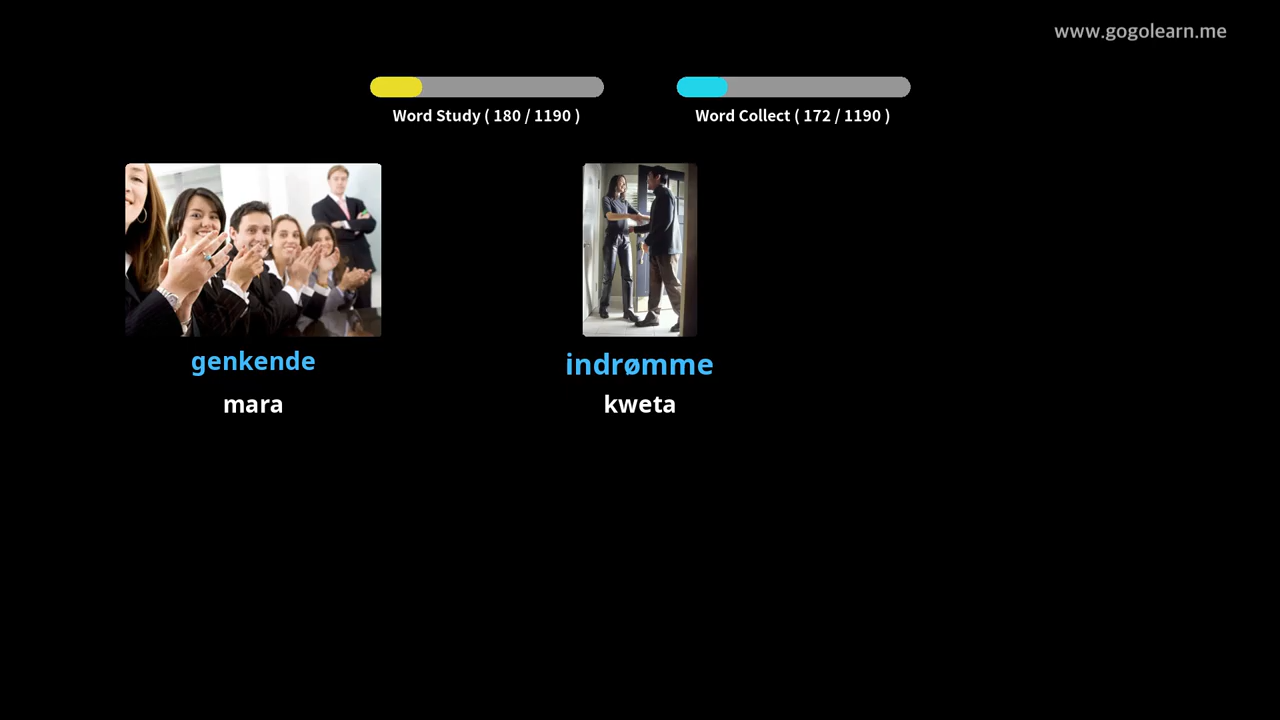 www.gogolearn.me
Word Study ( 180 / 1190 )
Word Collect ( 172 / 1190 )
genkende
mara
indrømme
kweta